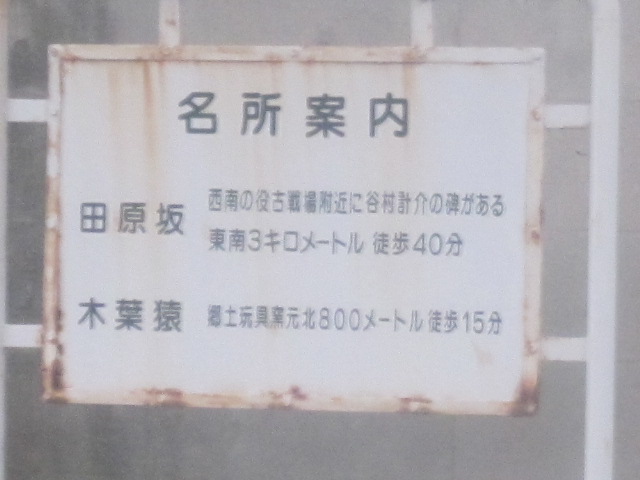 名所案内
田原坂 西南の役古戦場附近に谷村計介の碑がある
東南3キロメートル 徒歩40分
木葉猿 郷土玩具窯元北800メートル 徒歩15分